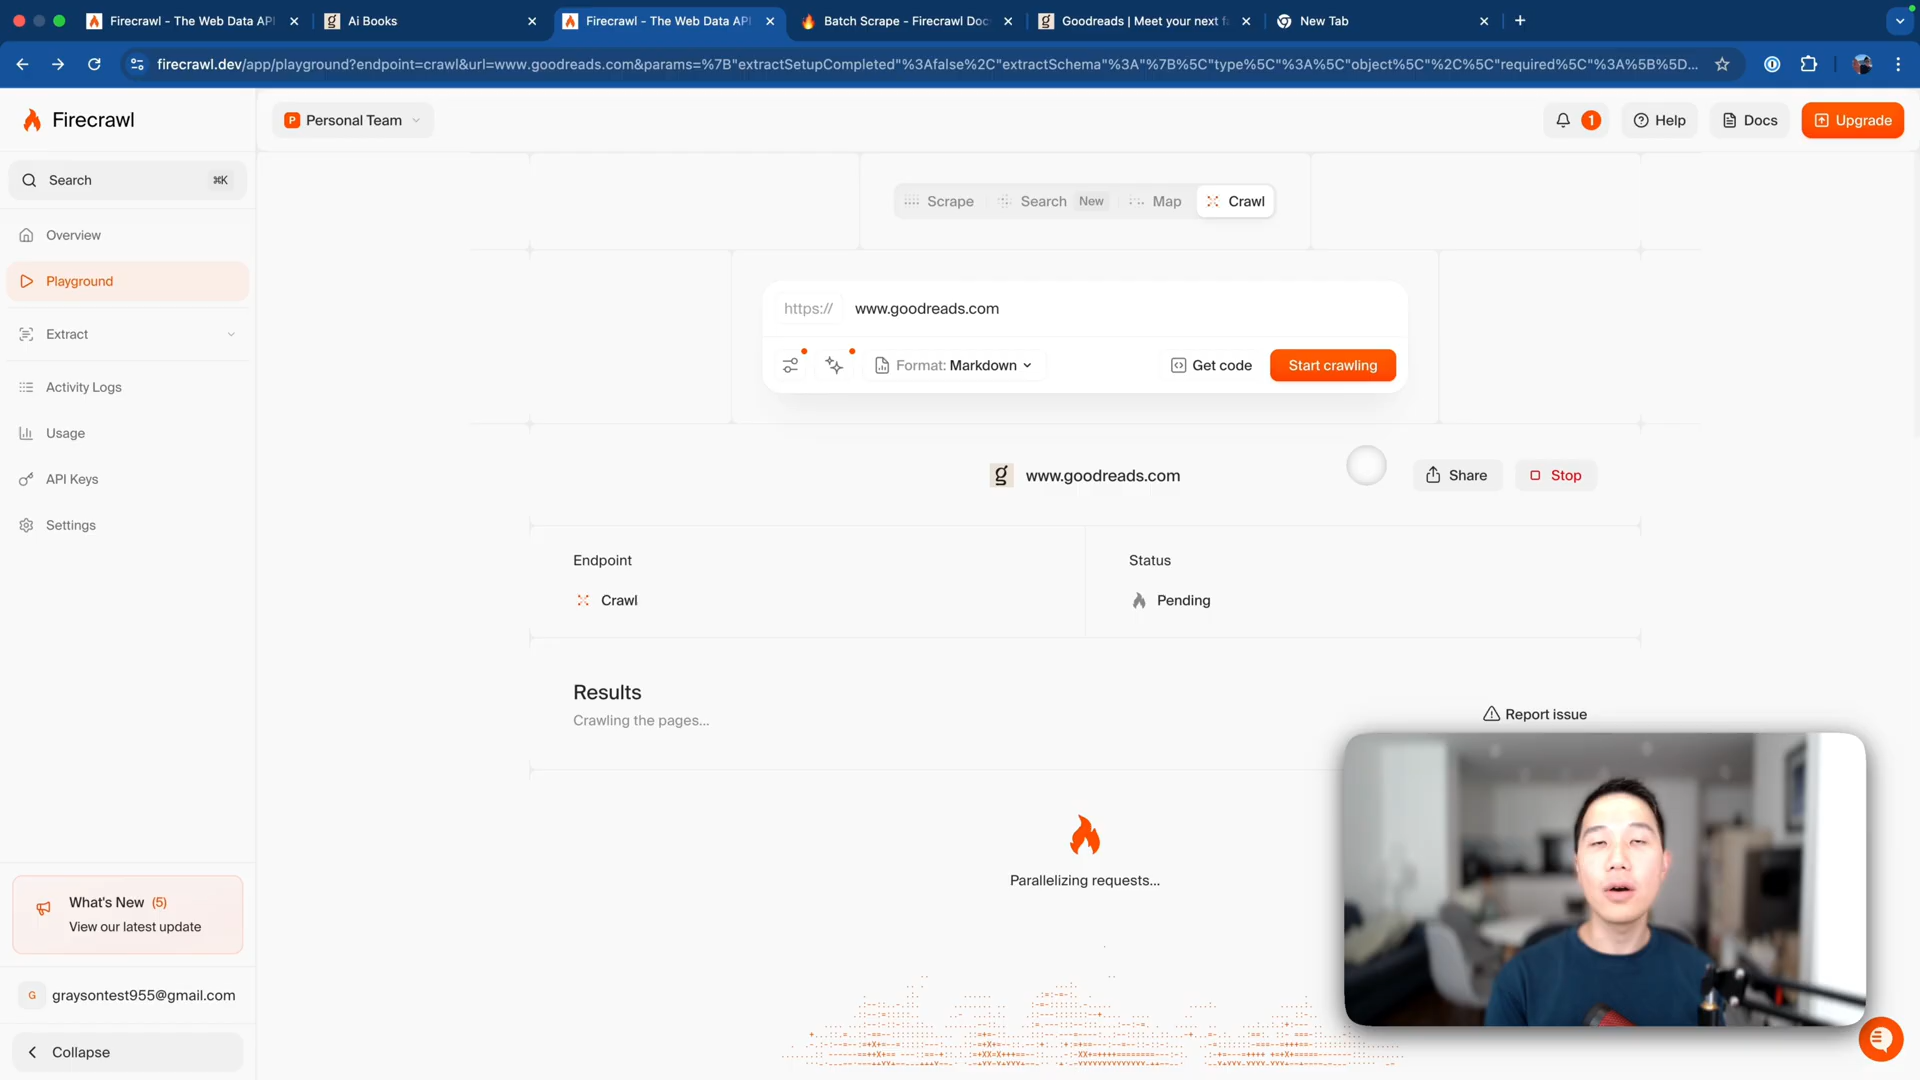 Firecrawl - The Web Data API
Ai Books
Firecrawl - The Web Data API
Batch Scrape - Firecrawl Doc
Goodreads | Meet your next fa
New Tab
firecrawl.dev/app/playground?endpoint=crawl&url=www.goodreads.com&params=%7B"extractSetupCompleted"%3Afalse%2C"extractSchema"%3A"%7B%5C"type%5C"%3A%5C"object%5C"%2C%5C"required%5C"%3A%5B%5D...
Firecrawl
P Personal Team
1
Help
Docs
Upgrade
Search ⌘K
Overview
Playground
Extract
Activity Logs
Usage
API Keys
Settings
Scrape
Search New
Map
Crawl
https:// www.goodreads.com
Format: Markdown
Get code
Start crawling
g www.goodreads.com
Share
Stop
Endpoint
Crawl
Status
Pending
Results
Crawling the pages...
Report issue
Parallelizing requests...
What's New (5)
View our latest update
G graysontest955@gmail.com
Collapse